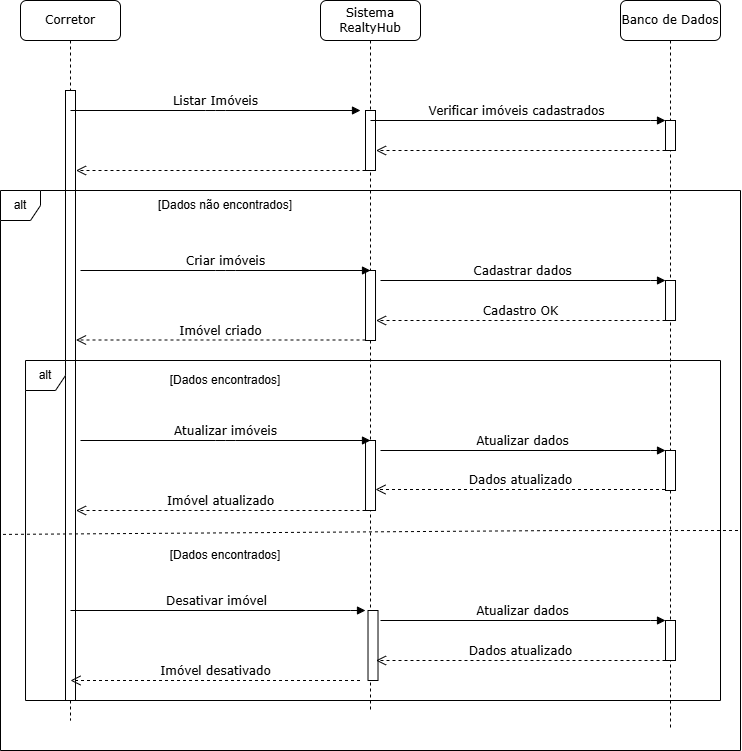 Corretor
Sistema
RealtyHub
Banco de Dados
Listar Imóveis
Verificar imóveis cadastrados
alt
[Dados não encontrados]
Criar imóveis
Cadastrar dados
Cadastro OK
Imóvel criado
alt
[Dados encontrados]
Atualizar imóveis
Atualizar dados
Dados atualizado
Imóvel atualizado
[Dados encontrados]
Desativar imóvel
Atualizar dados
Dados atualizado
Imóvel desativado